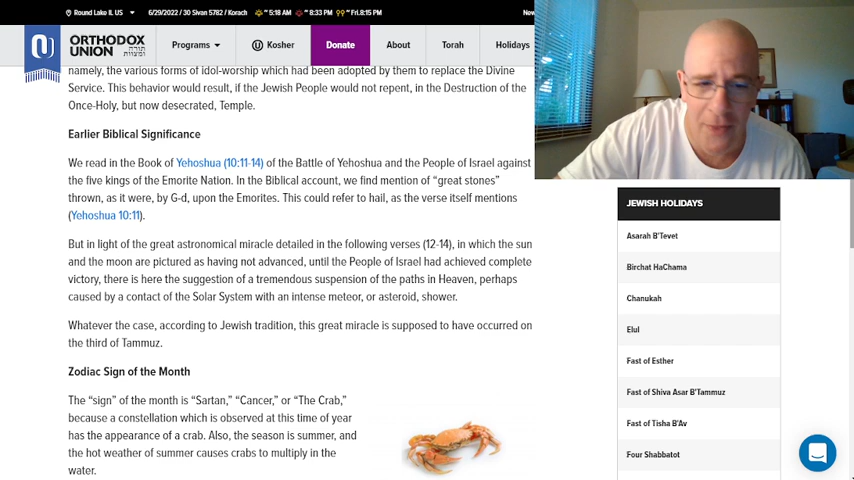 Round Lake IL US
6/29/2022 / 30 Sivan 5782 / Korach
5:18 AM
8:33 PM
Fri.8:15 PM
New
ORTHODOX
UNION
תורה
ומצוות
Programs
Kosher
Donate
About
Torah
Holidays
namely, the various forms of idol-worship which had been adopted by them to replace the Divine
Service. This behavior would result, if the Jewish People would not repent, in the Destruction of the
Once-Holy, but now desecrated, Temple.
Earlier Biblical Significance
We read in the Book of Yehoshua (10:11-14) of the Battle of Yehoshua and the People of Israel against
the five kings of the Emorite Nation. In the Biblical account, we find mention of “great stones”
thrown, as it were, by G-d, upon the Emorites. This could refer to hail, as the verse itself mentions
(Yehoshua 10:11).
But in light of the great astronomical miracle detailed in the following verses (12-14), in which the sun
and the moon are pictured as having not advanced, until the People of Israel had achieved complete
victory, there is here the suggestion of a tremendous suspension of the paths in Heaven, perhaps
caused by a contact of the Solar System with an intense meteor, or asteroid, shower.
Whatever the case, according to Jewish tradition, this great miracle is supposed to have occurred on
the third of Tammuz.
Zodiac Sign of the Month
The “sign” of the month is “Sartan,” “Cancer,” or “The Crab,”
because a constellation which is observed at this time of year
has the appearance of a crab. Also, the season is summer, and
the hot weather of summer causes crabs to multiply in the
water.
JEWISH HOLIDAYS
Asarah B'Tevet
Birchat HaChama
Chanukah
Elul
Fast of Esther
Fast of Shiva Asar B'Tammuz
Fast of Tisha B'Av
Four Shabbatot